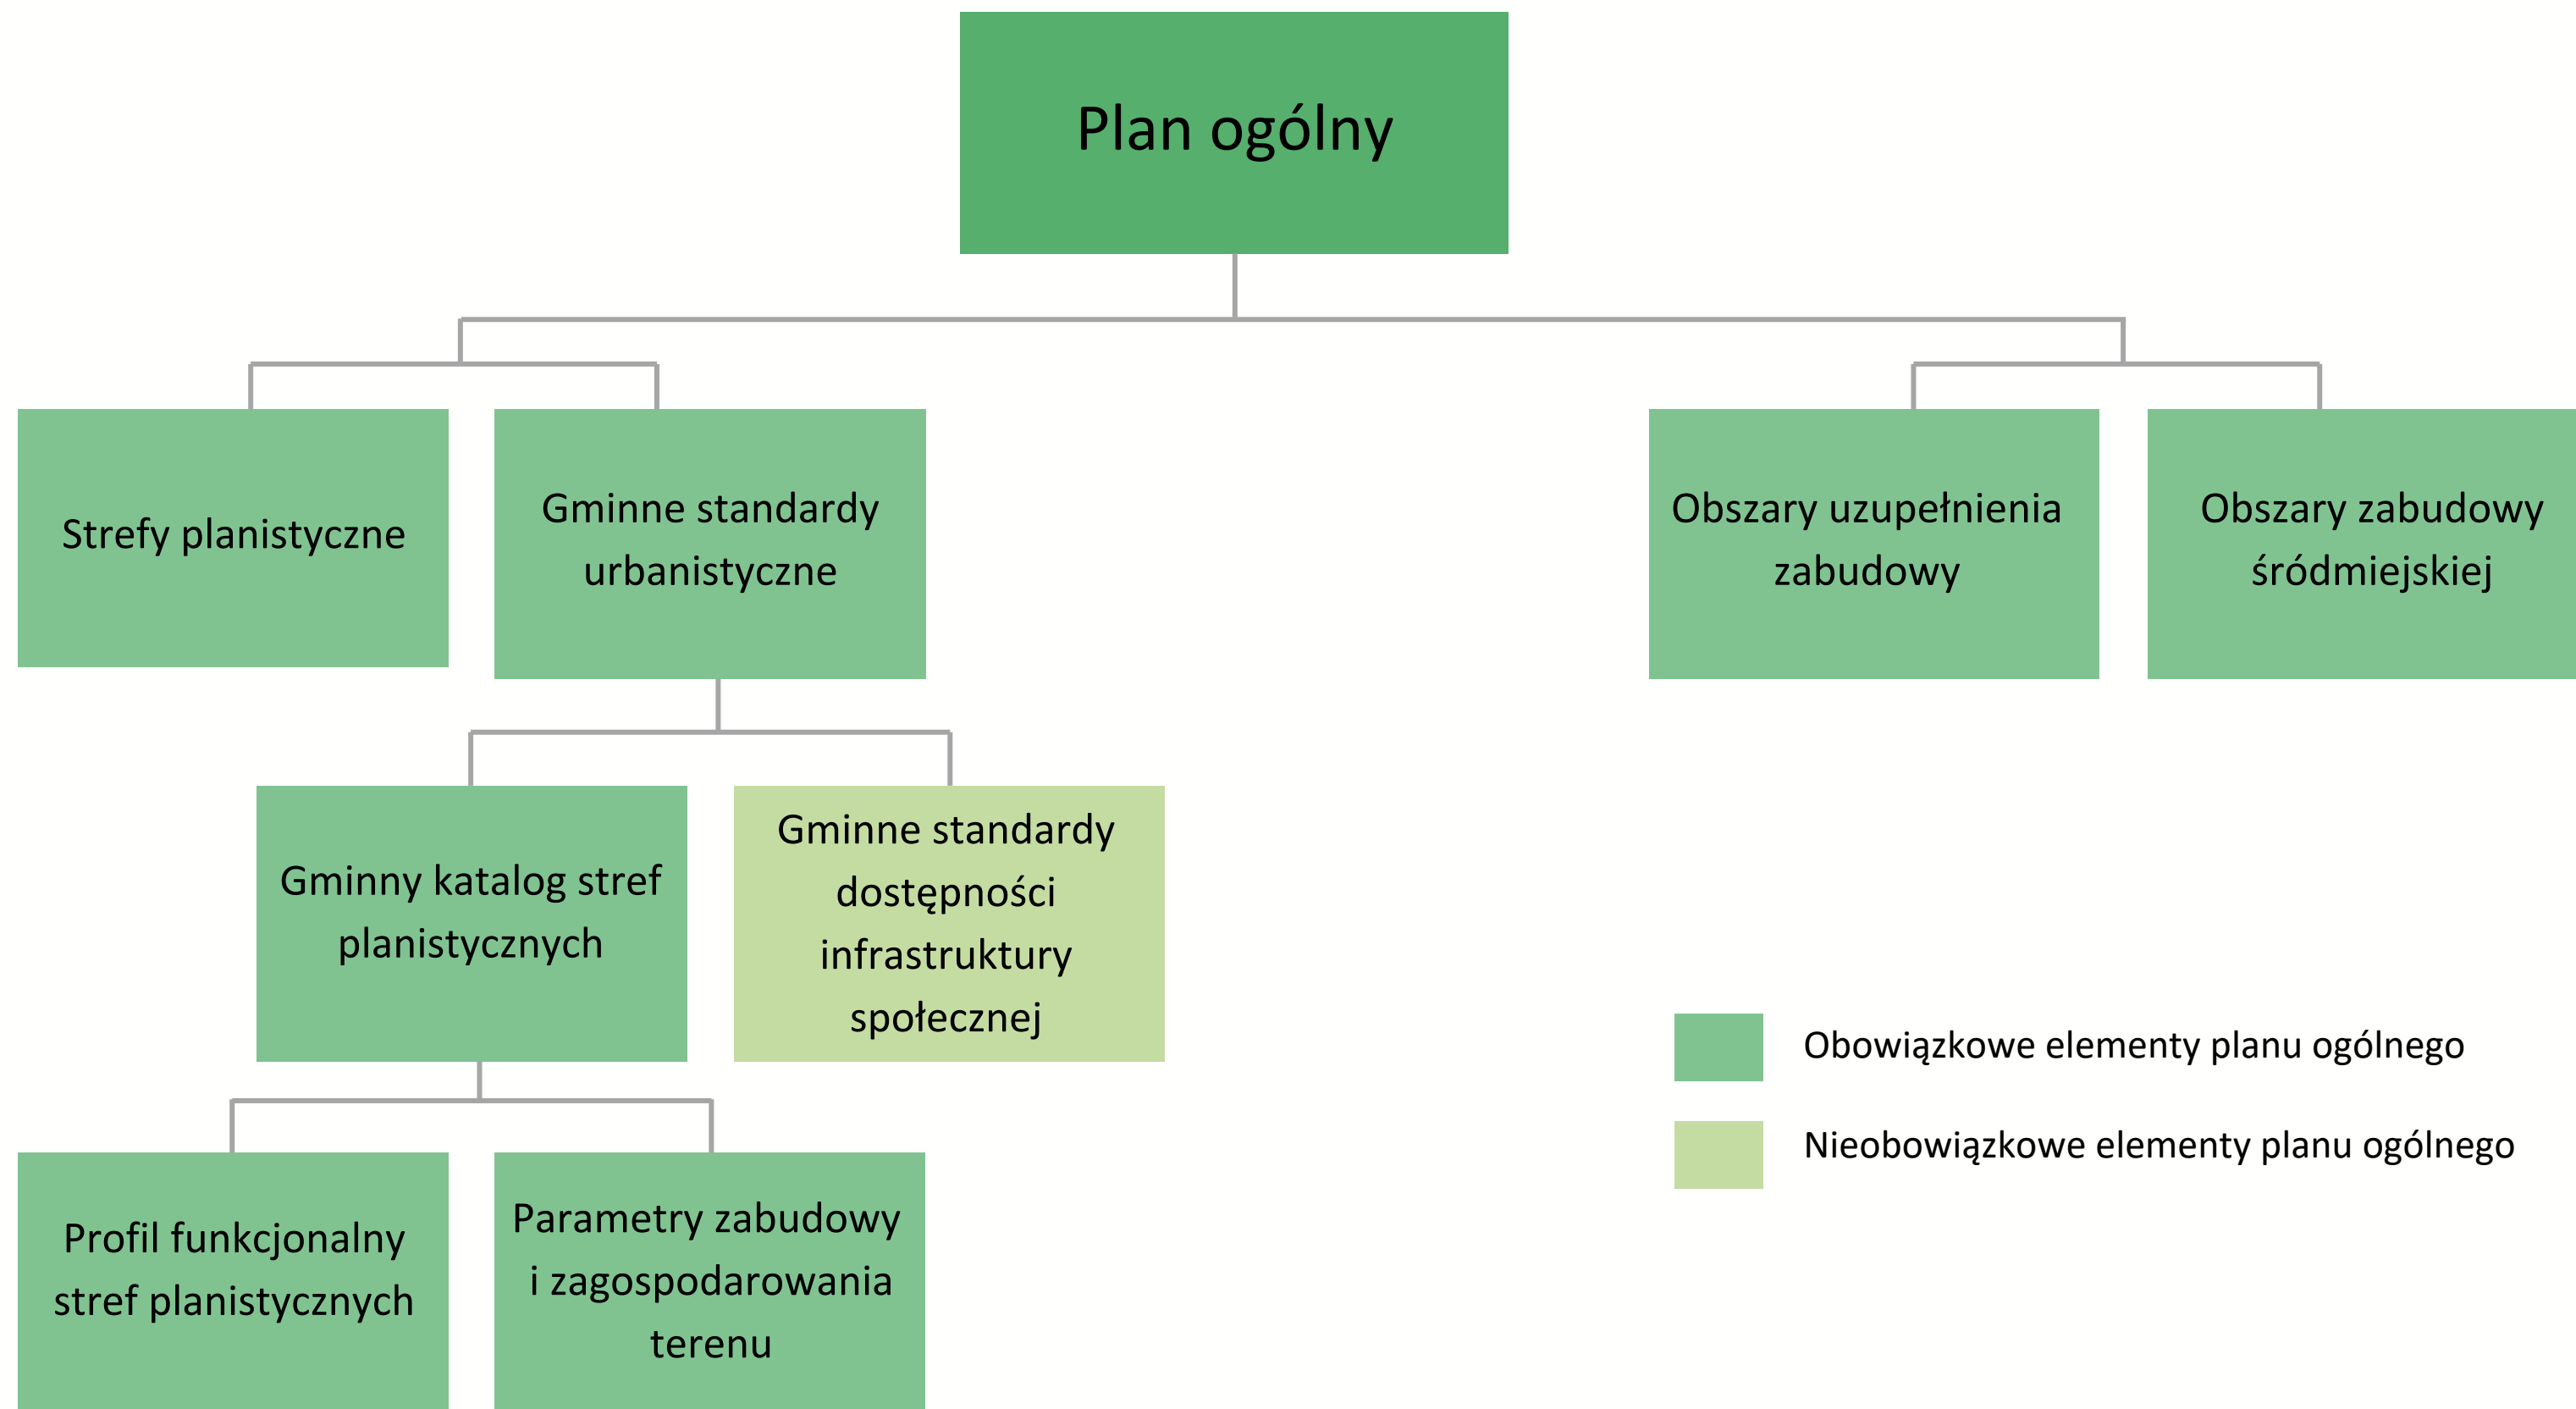 Plan ogólny
Strefy planistyczne
Gminne standardy
urbanistyczne
Obszary uzupełnienia
zabudowy
Obszary zabudowy
śródmiejskiej
Gminny katalog stref
planistycznych
Gminne standardy
dostępności
infrastruktury
społecznej
Obowiązkowe elementy planu ogólnego
Nieobowiązkowe elementy planu ogólnego
Profil funkcjonalny
stref planistycznych
Parametry zabudowy
i zagospodarowania
terenu